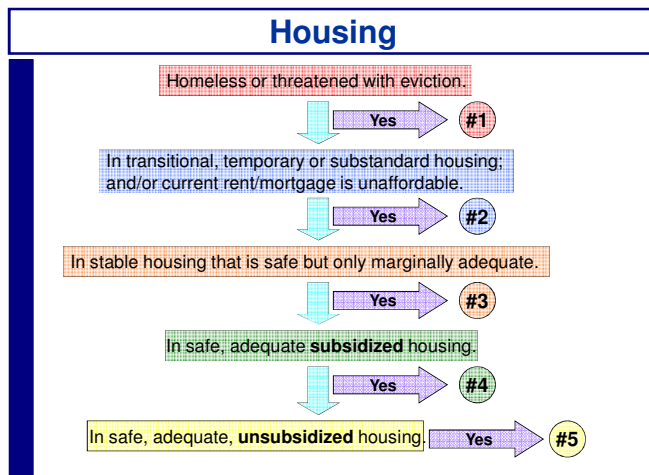 Housing
Homeless or threatened with eviction.
Yes
#1
In transitional, temporary or substandard housing;
and/or current rent/mortgage is unaffordable.
Yes
#2
In stable housing that is safe but only marginally adequate.
Yes
#3
In safe, adequate subsidized housing.
Yes
#4
In safe, adequate, unsubsidized housing.
Yes
#5